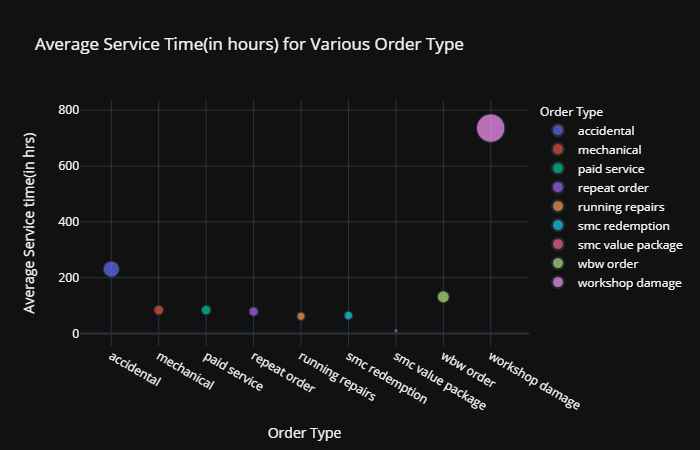 Average Service Time(in hours) for Various Order Type
Average Service time(in hrs)
800
600
400
200
0
accidental
mechanical
paid service
repeat order
running repairs
smc redemption
smc value package
wbw order
workshop damage
Order Type
Order Type
accidental
mechanical
paid service
repeat order
running repairs
smc redemption
smc value package
wbw order
workshop damage